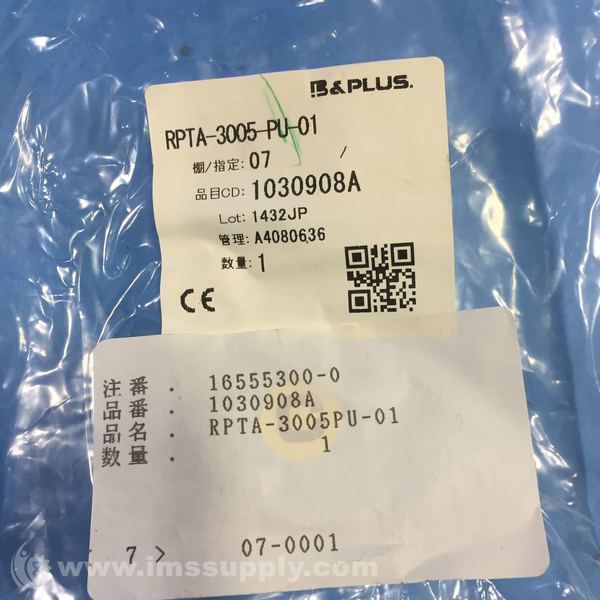 B&PLUS.
RPTA-3005-PU-01
棚/指定: 07 /
品目CD: 1030908A
Lot: 1432JP
管理: A4080636
数量: 1
CE
注番. 16555300-0
品番. 1030908A
品名. RPTA-3005PU-01
数量. 1
7 > 07-0001
© www.imssupply.com/